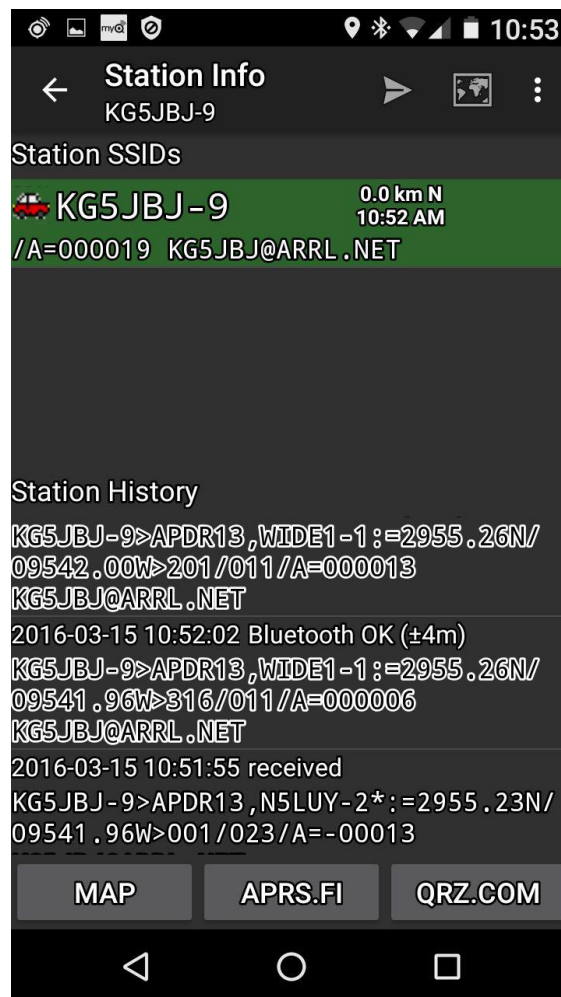 myQ
10:53
Station Info
KG5JBJ-9
Station SSIDs
KG5JBJ-9
0.0 km N
10:52 AM
/A=000019 KG5JBJ@ARRL.NET
Station History
KG5JBJ-9>APDR13,WIDE1-1:=2955.26N/
09542.00W>201/011/A=000013
KG5JBJ@ARRL.NET
2016-03-15 10:52:02 Bluetooth OK (±4m)
KG5JBJ-9>APDR13,WIDE1-1:=2955.26N/
09541.96W>316/011/A=000006
KG5JBJ@ARRL.NET
2016-03-15 10:51:55 received
KG5JBJ-9>APDR13,N5LUY-2*:=2955.23N/
09541.96W>001/023/A=-00013
MAP
APRS.FI
QRZ.COM